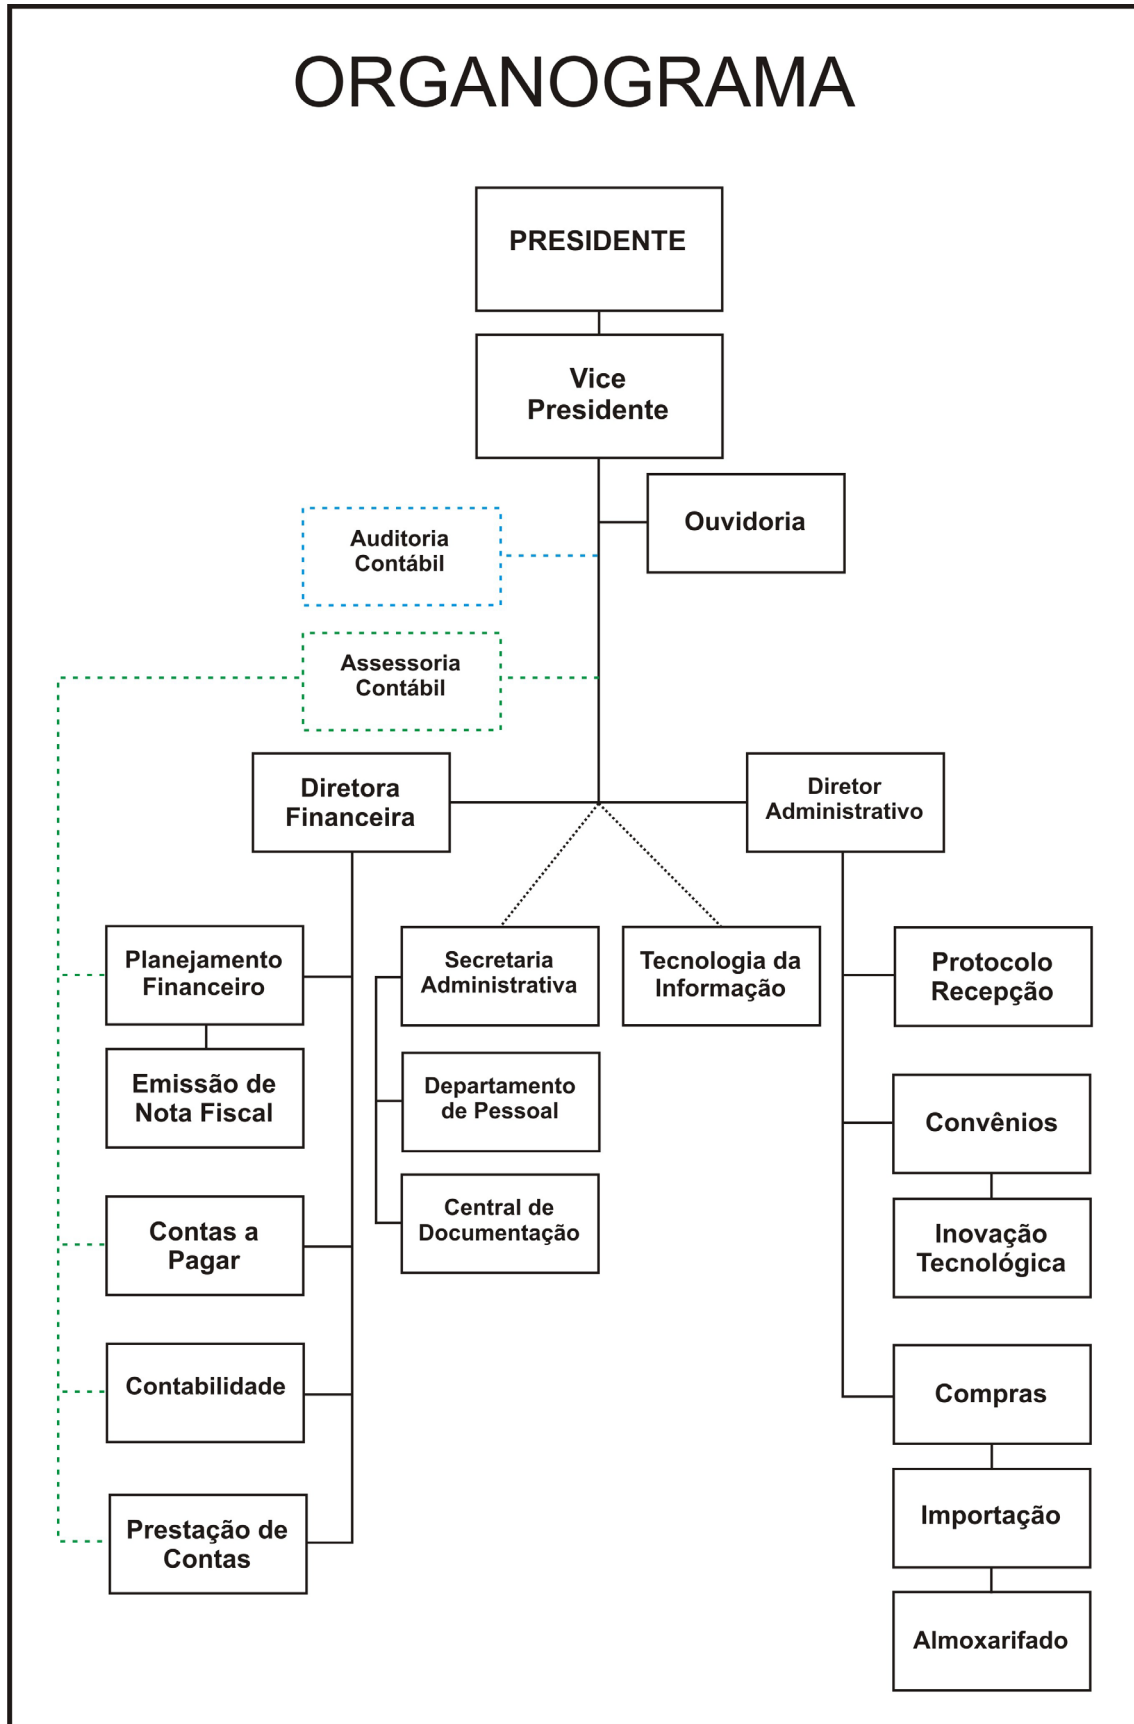 ORGANOGRAMA
PRESIDENTE
Vice
Presidente
Ouvidoria
Auditoria
Contábil
Assessoria
Contábil
Diretora
Financeira
Diretor
Administrativo
Planejamento
Financeiro
Secretaria
Administrativa
Tecnologia da
Informação
Protocolo
Recepção
Emissão de
Nota Fiscal
Departamento
de Pessoal
Convênios
Contas a
Pagar
Central de
Documentação
Inovação
Tecnológica
Contabilidade
Compras
Prestação de
Contas
Importação
Almoxarifado